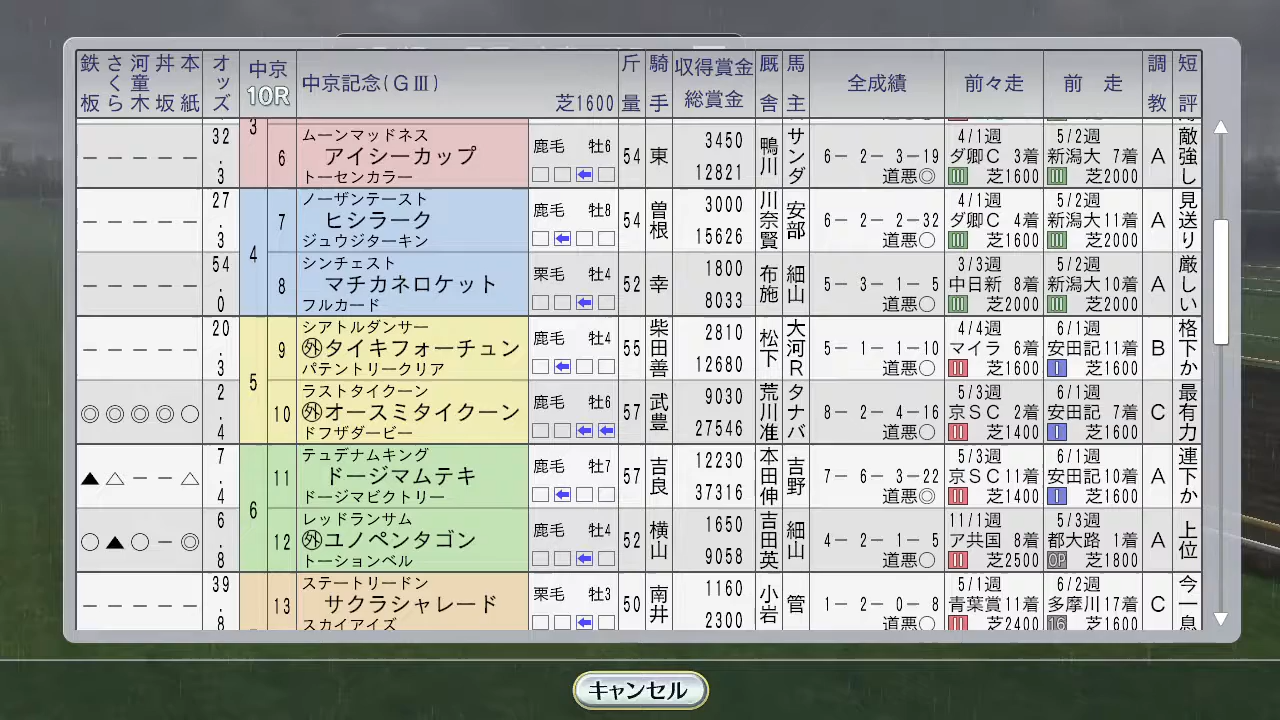 鉄板 さくら 河童木 丼坂 本紙 オッズ 中京10R 中京記念(GⅢ) 芝1600 斤量 騎手 収得賞金 総賞金 厩舎 馬主 全成績 前々走 前走 調教 短評
3
－ － － － － 32.3 6 ムーンマッドネス
アイシーカップ 鹿毛 牡6 54 東 3450 鴨川 サンダ 6－2－3－19 4/1週 ダ卿C 3着 5/2週 新潟大 7着 A 敵強し
トーセンカラー 12821 道悪◎ Ⅲ 芝1600 Ⅲ 芝2000
－ － － － － 27.3 4 7 ノーザンテースト
ヒシラーク 鹿毛 牡8 54 曽根 3000 川奈賢 安部 6－2－2－32 4/1週 ダ卿C 4着 5/2週 新潟大11着 A 見送り
ジュウジターキン 15626 道悪○ Ⅲ 芝1600 Ⅲ 芝2000
－ － － － － 54.0 8 シンチェスト
マチカネロケット 栗毛 牡4 52 幸 1800 布施 細山 5－3－1－5 3/3週 中日新 8着 5/2週 新潟大10着 A 厳しい
フルカード 8033 道悪○ Ⅲ 芝2000 Ⅲ 芝2000
－ － － － － 20.3 5 9 シアトルダンサー
外タイキフォーチュン 鹿毛 牡4 55 柴田善 2810 松下 大河R 5－1－1－10 4/4週 マイラ 6着 6/1週 安田記11着 B 格下か
パテントリークリア 12680 道悪○ Ⅱ 芝1600 Ⅰ 芝1600
◎ ◎ ◎ ◎ ○ 2.4 10 ラストタイクーン
外オースミタイクーン 鹿毛 牡6 57 武豊 9030 荒川准 タナバ 8－2－4－16 5/3週 京SC 2着 6/1週 安田記 7着 C 最有力
ドフザダービー 27546 道悪○ Ⅱ 芝1400 Ⅰ 芝1600
▲ △ － － △ 7.4 6 11 テュデナムキング
ドージマムテキ 鹿毛 牡7 57 吉良 12230 本田伸 吉野 7－6－3－22 5/3週 京SC11着 6/1週 安田記10着 A 連下か
ドージマビクトリー 37316 道悪◎ Ⅱ 芝1400 Ⅰ 芝1600
○ ▲ ○ － ◎ 6.8 12 レッドランサム
外ユノペンタゴン 鹿毛 牡4 52 横山 1650 吉田英 細山 4－2－1－5 11/1週 ア共国 8着 5/3週 都大路 1着 A 上位
トーションベル 9058 道悪○ Ⅱ 芝2500 OP 芝1800
－ － － － － 39.8 13 ステートリードン
サクラシャレード 栗毛 牡3 50 南井 1160 小岩 管 1－2－0－8 5/1週 青葉賞11着 6/2週 多摩川17着 C 今一息
スカイアイズ 2300 道悪○ Ⅱ 芝2400 16 芝1600
キャンセル